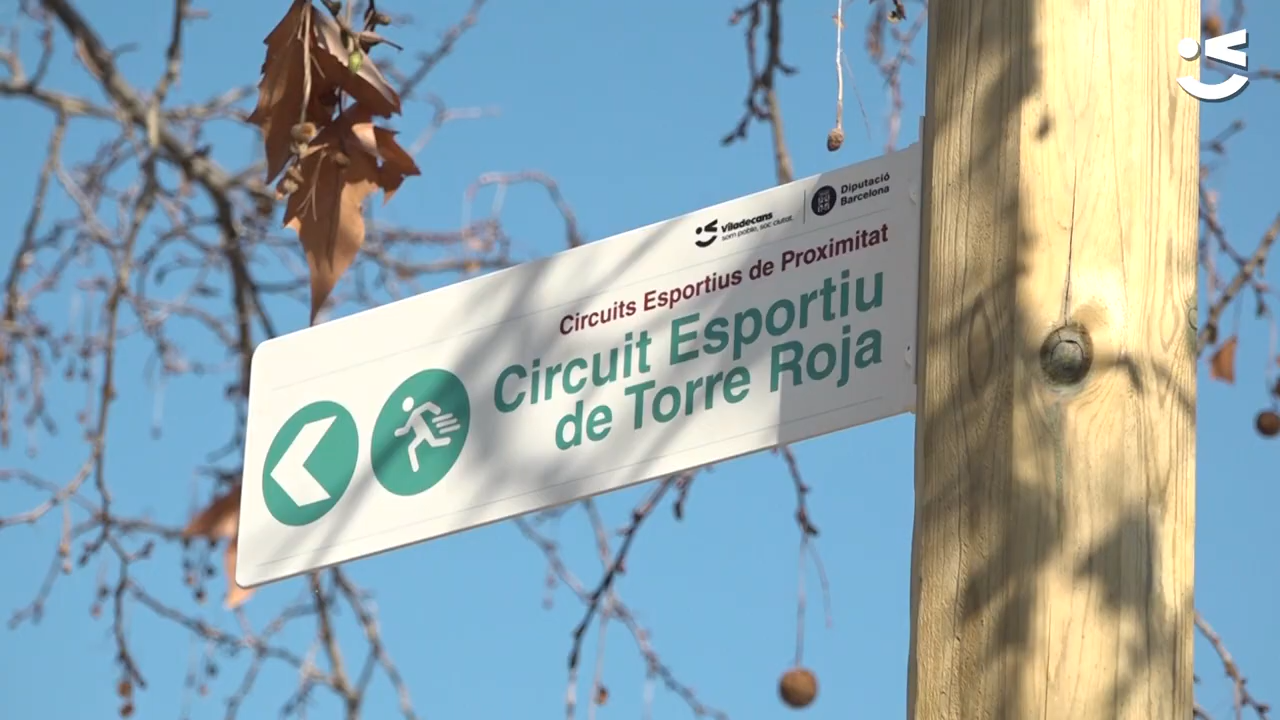 Viladecans
som poble, soc ciutat.
Diputació
Barcelona
Circuits Esportius de Proximitat
Circuit Esportiu
de Torre Roja